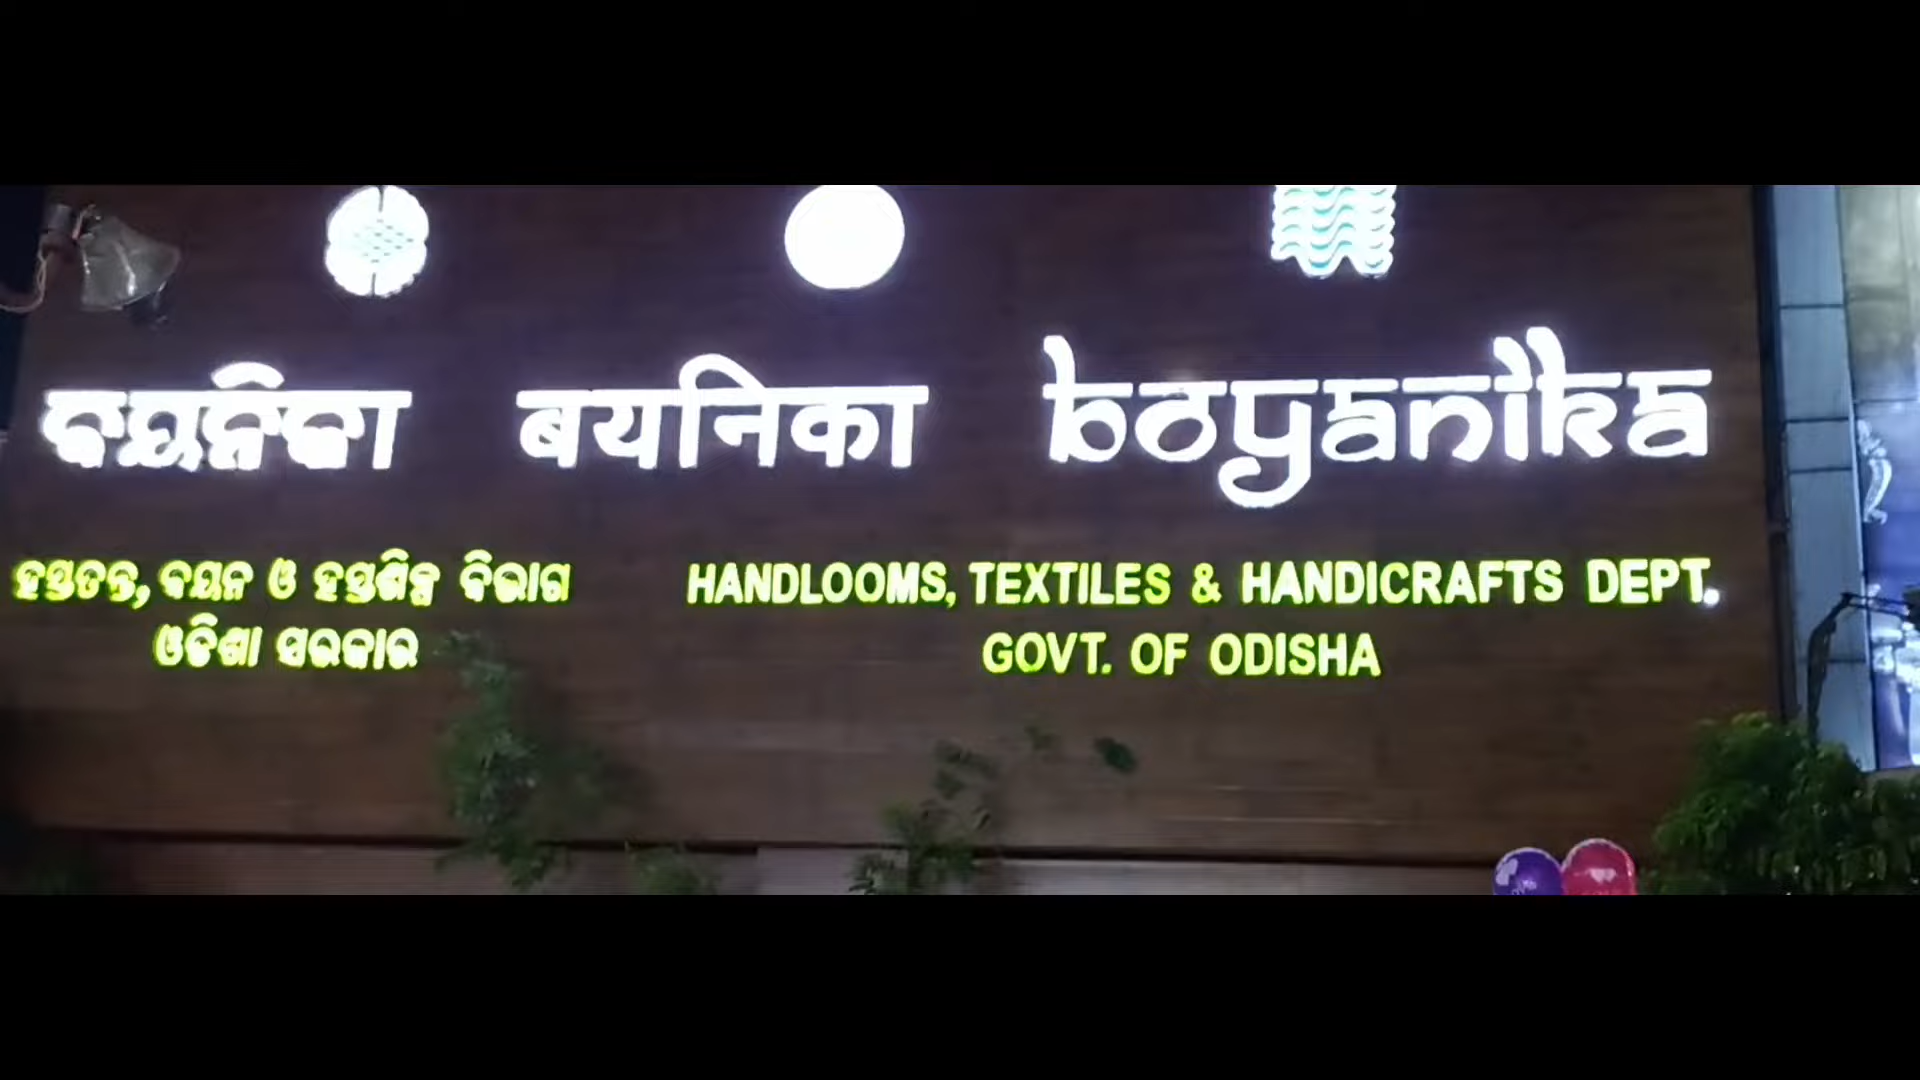 ବୟନିକା बयनिका boyanika
ହସ୍ତତନ୍ତ, ବୟନ ଓ ହସ୍ତଶିଳ୍ପ ବିଭାଗ HANDLOOMS, TEXTILES & HANDICRAFTS DEPT.
ଓଡିଶା ସରକାର GOVT. OF ODISHA